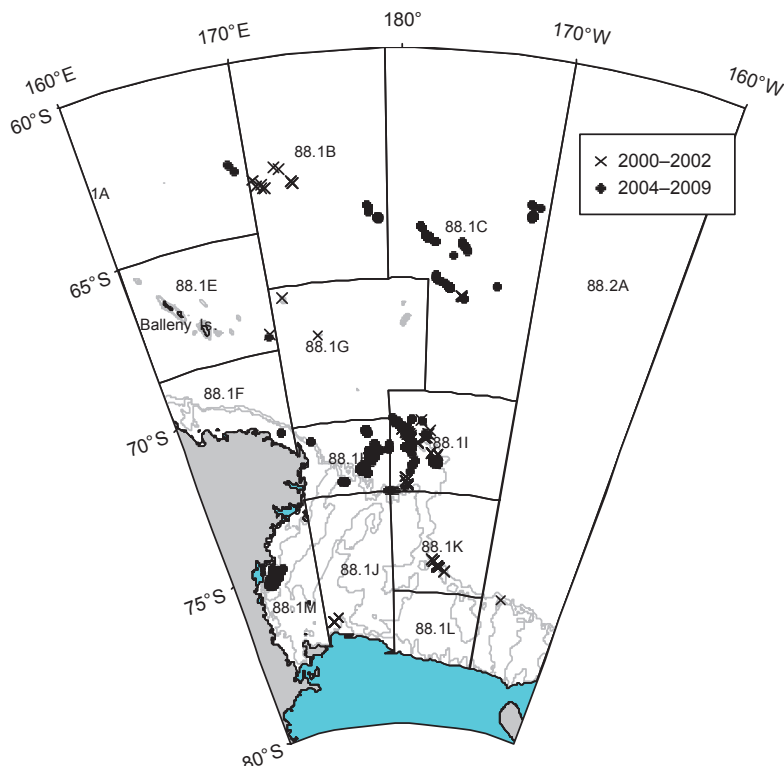 180°
170°E
170°W
160°E
160°W
60°S
88.1B
× 2000–2002
2004–2009
1A
88.1C
65°S
88.1E
88.2A
Balleny Is.
88.1G
88.1F
70°S
88.1I
88.1K
88.1J
75°S
88.1M
88.1L
80°S